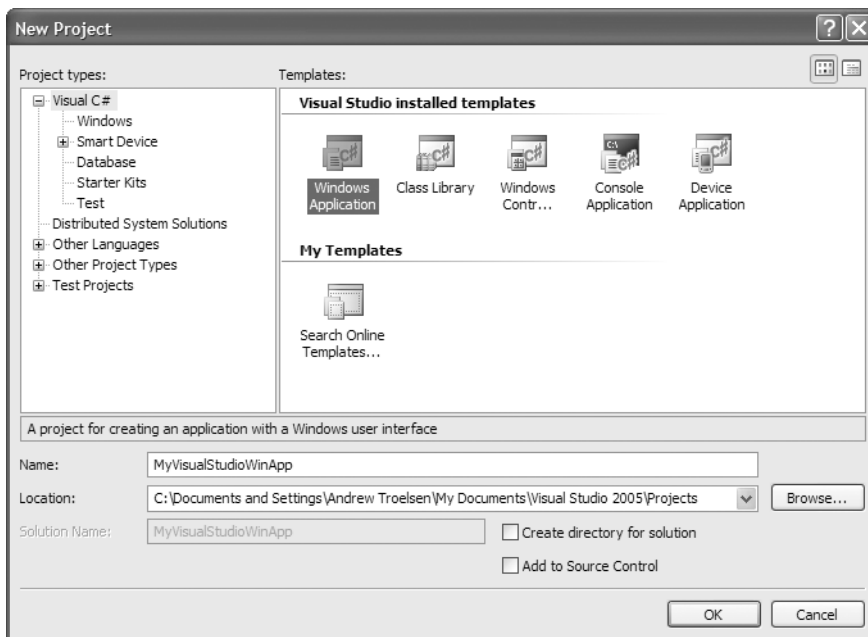 New Project
Project types:
Templates:
Visual C#
Windows
Smart Device
Database
Starter Kits
Test
Distributed System Solutions
Other Languages
Other Project Types
Test Projects
Visual Studio installed templates
Windows
Application
Class Library
Windows
Contr...
Console
Application
Device
Application
My Templates
Search Online
Templates...
A project for creating an application with a Windows user interface
Name:
MyVisualStudioWinApp
Location:
C:\Documents and Settings\Andrew Troelsen\My Documents\Visual Studio 2005\Projects
Browse...
Solution Name:
MyVisualStudioWinApp
Create directory for solution
Add to Source Control
OK
Cancel